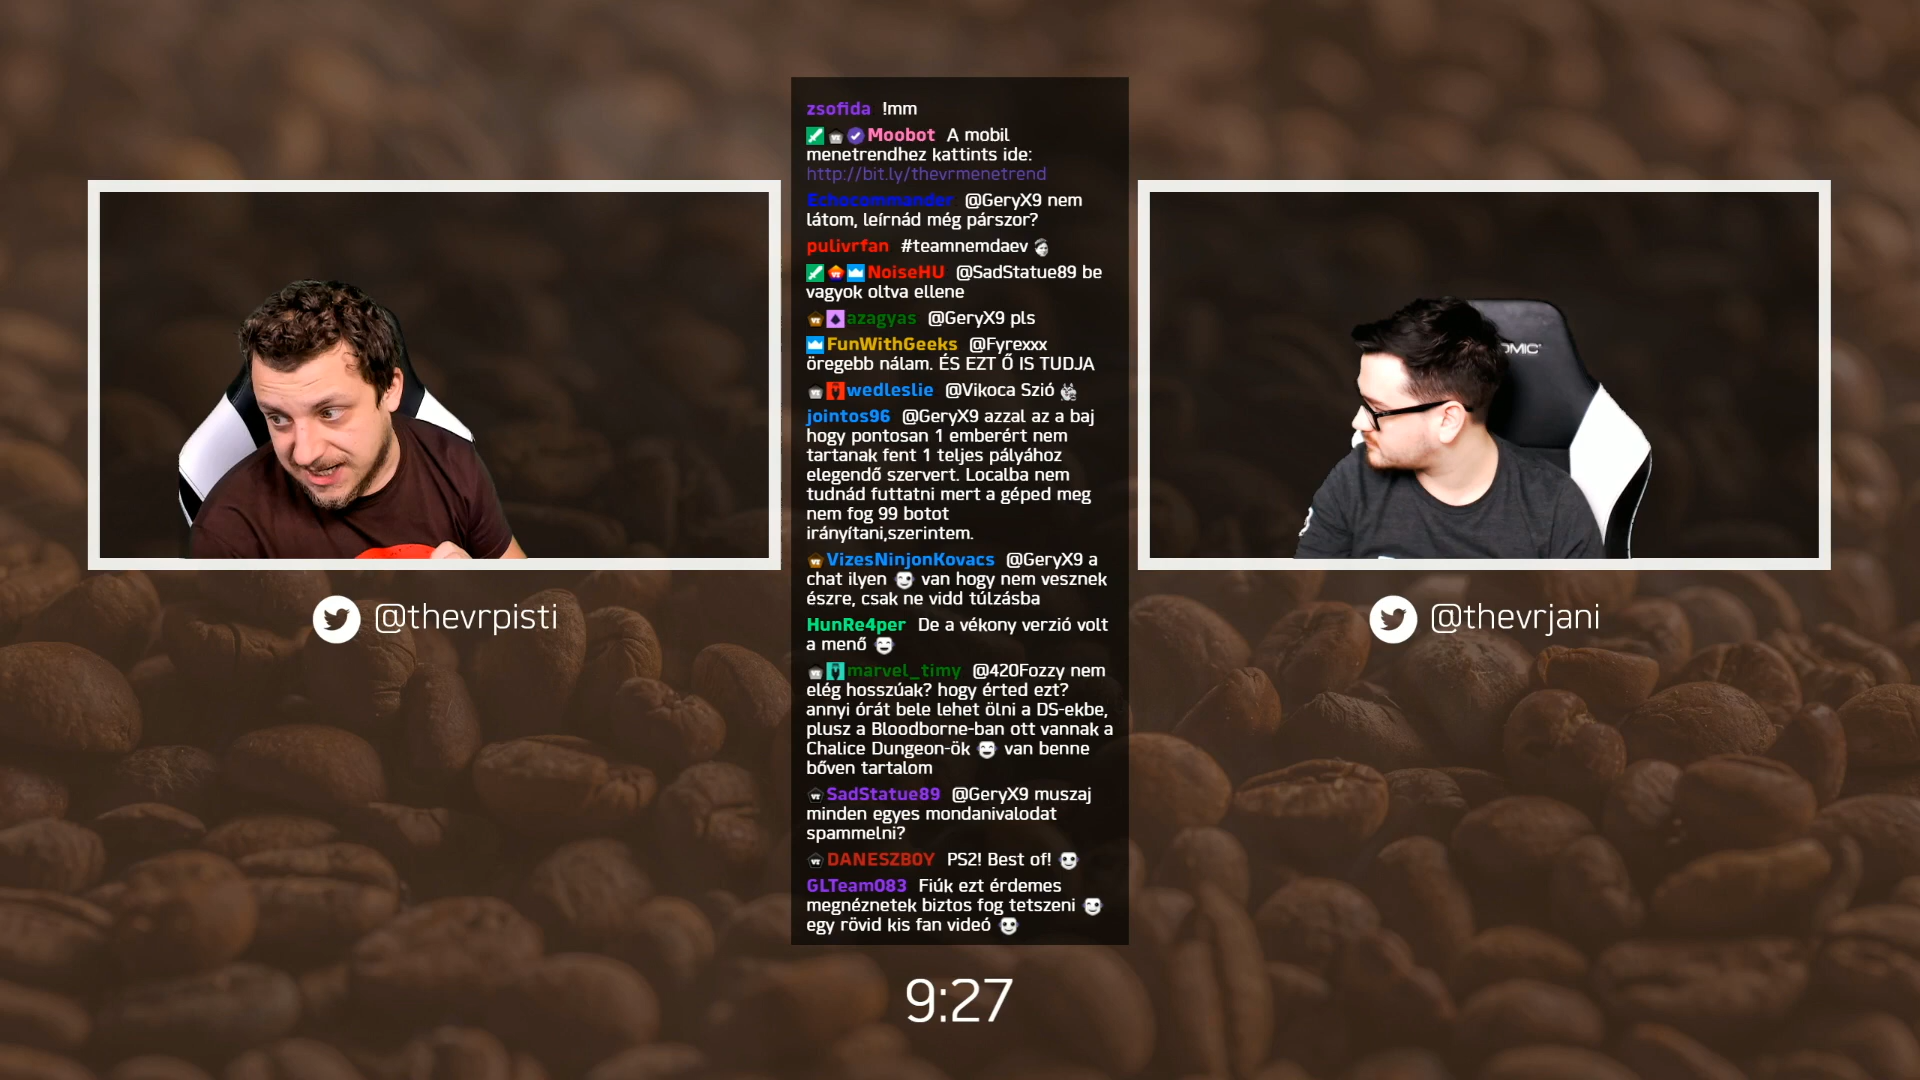 zsofida !mm
Moobot A mobil
menetrendhez kattints ide:
http://bit.ly/thevrmenetrend
Echocommander @GeryX9 nem
látom, leírnád még párszor?
pulivrfan #teamnemdaev
NoiseHU @SadStatue89 be
vagyok oltva ellene
azagyas @GeryX9 pls
FunWithGeeks @Fyrexxx
öregebb nálam. ÉS EZT Ő IS TUDJA
wedleslie @Vikoca Szió
jointos96 @GeryX9 azzal az a baj
hogy pontosan 1 emberért nem
tartanak fent 1 teljes pályához
elegendő szervert. Localba nem
tudnád futtatni mert a géped meg
nem fog 99 botot
irányítani,szerintem.
VizesNinjonKovacs @GeryX9 a
chat ilyen van hogy nem vesznek
észre, csak ne vidd túlzásba
HunRe4per De a vékony verzió volt
a menő
marvel_timy @420Fozzy nem
elég hosszúak? hogy érted ezt?
annyi órát bele lehet ölni a DS-ekbe,
plusz a Bloodborne-ban ott vannak a
Chalice Dungeon-ök van benne
bőven tartalom
SadStatue89 @GeryX9 muszaj
minden egyes mondanivalodat
spammelni?
DANESZB0Y PS2! Best of!
GLTeam083 Fiúk ezt érdemes
megnéznetek biztos fog tetszeni
egy rövid kis fan videó
@thevrpisti
@thevrjani
9:27